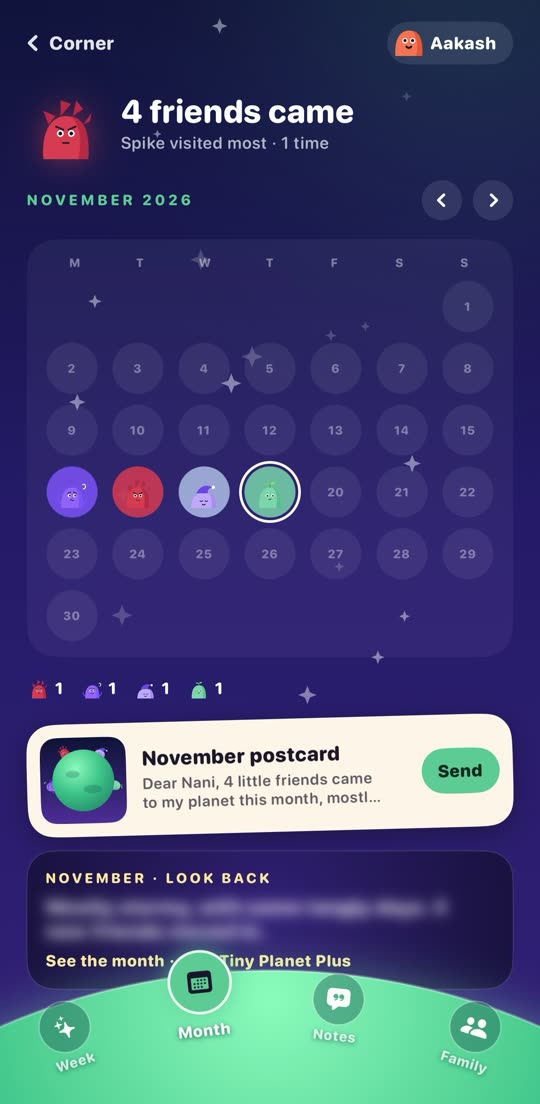 Corner
Aakash
4 friends came
Spike visited most · 1 time
NOVEMBER 2026
M T W T F S S
1
2 3 4 5 6 7 8
9 10 11 12 13 14 15
20 21 22
23 24 25 26 27 28 29
30
1 1 1 1
November postcard
Dear Nani, 4 little friends came
to my planet this month, mostl...
Send
NOVEMBER · LOOK BACK
See the month · Tiny Planet Plus
Week
Month
Notes
Family